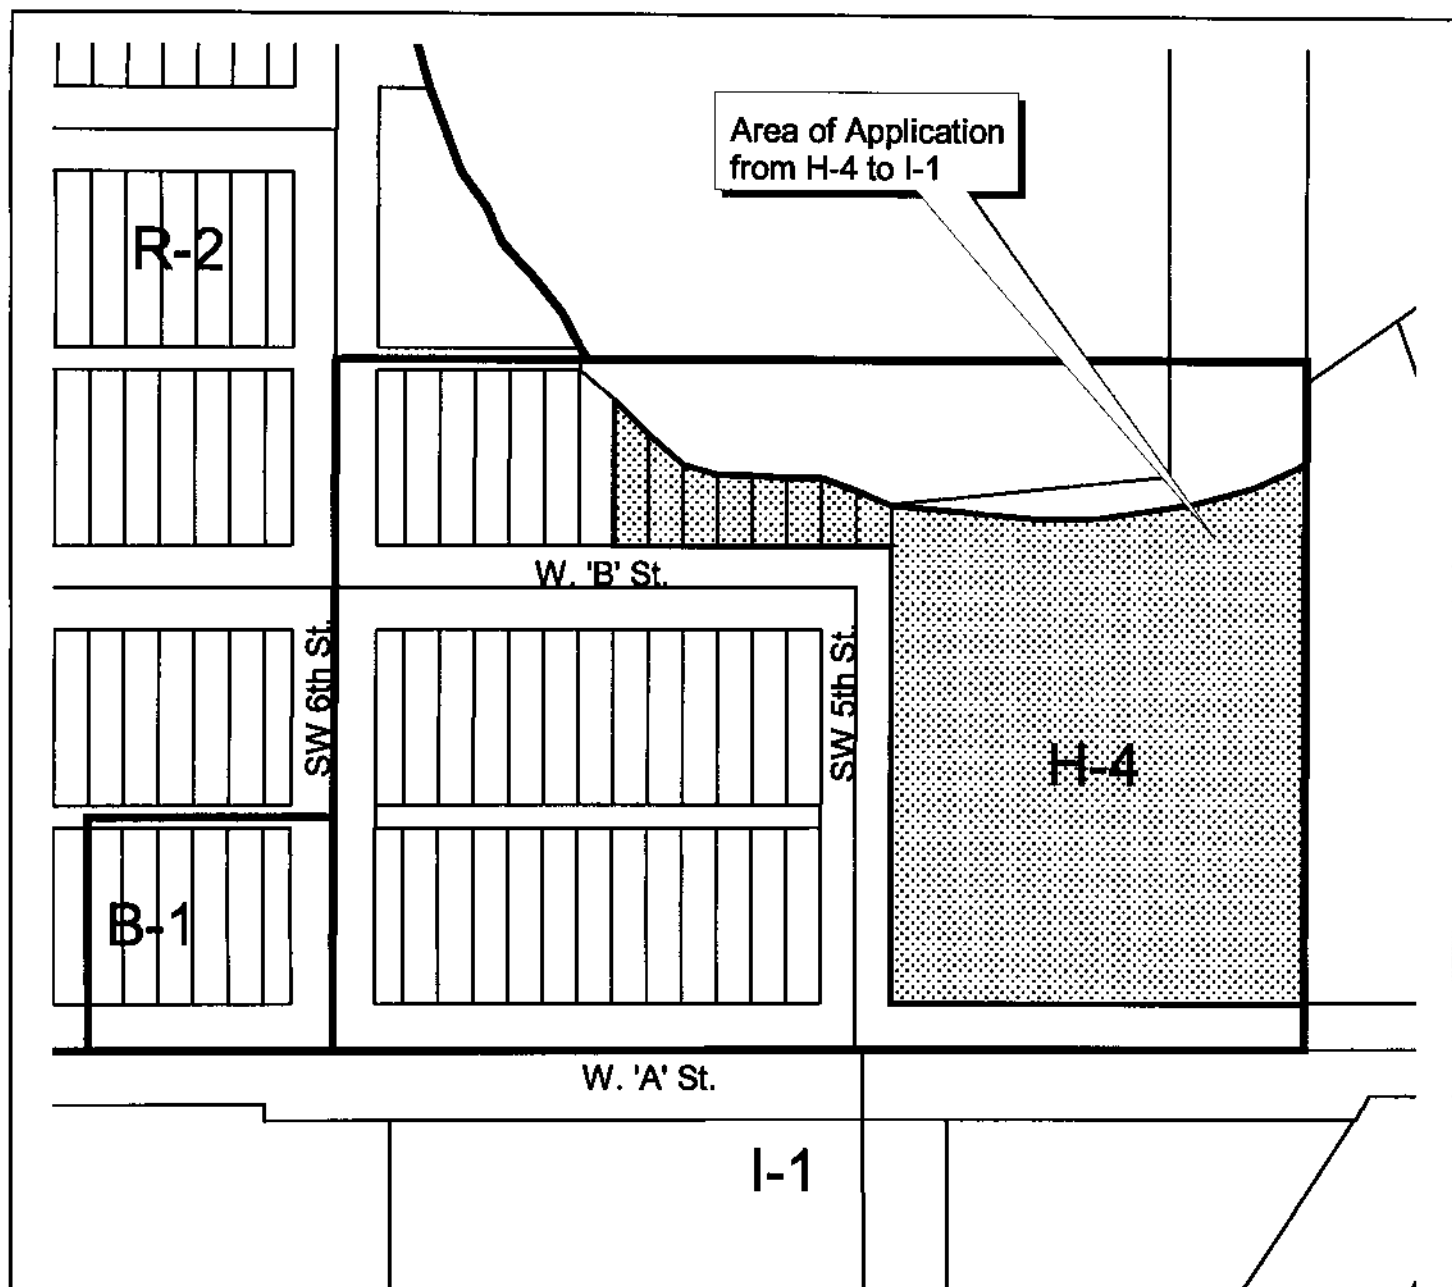 Area of Application
from H-4 to I-1
R-2
W. 'B' St.
SW 6th St.
SW 5th St.
H-4
B-1
W. 'A' St.
I-1